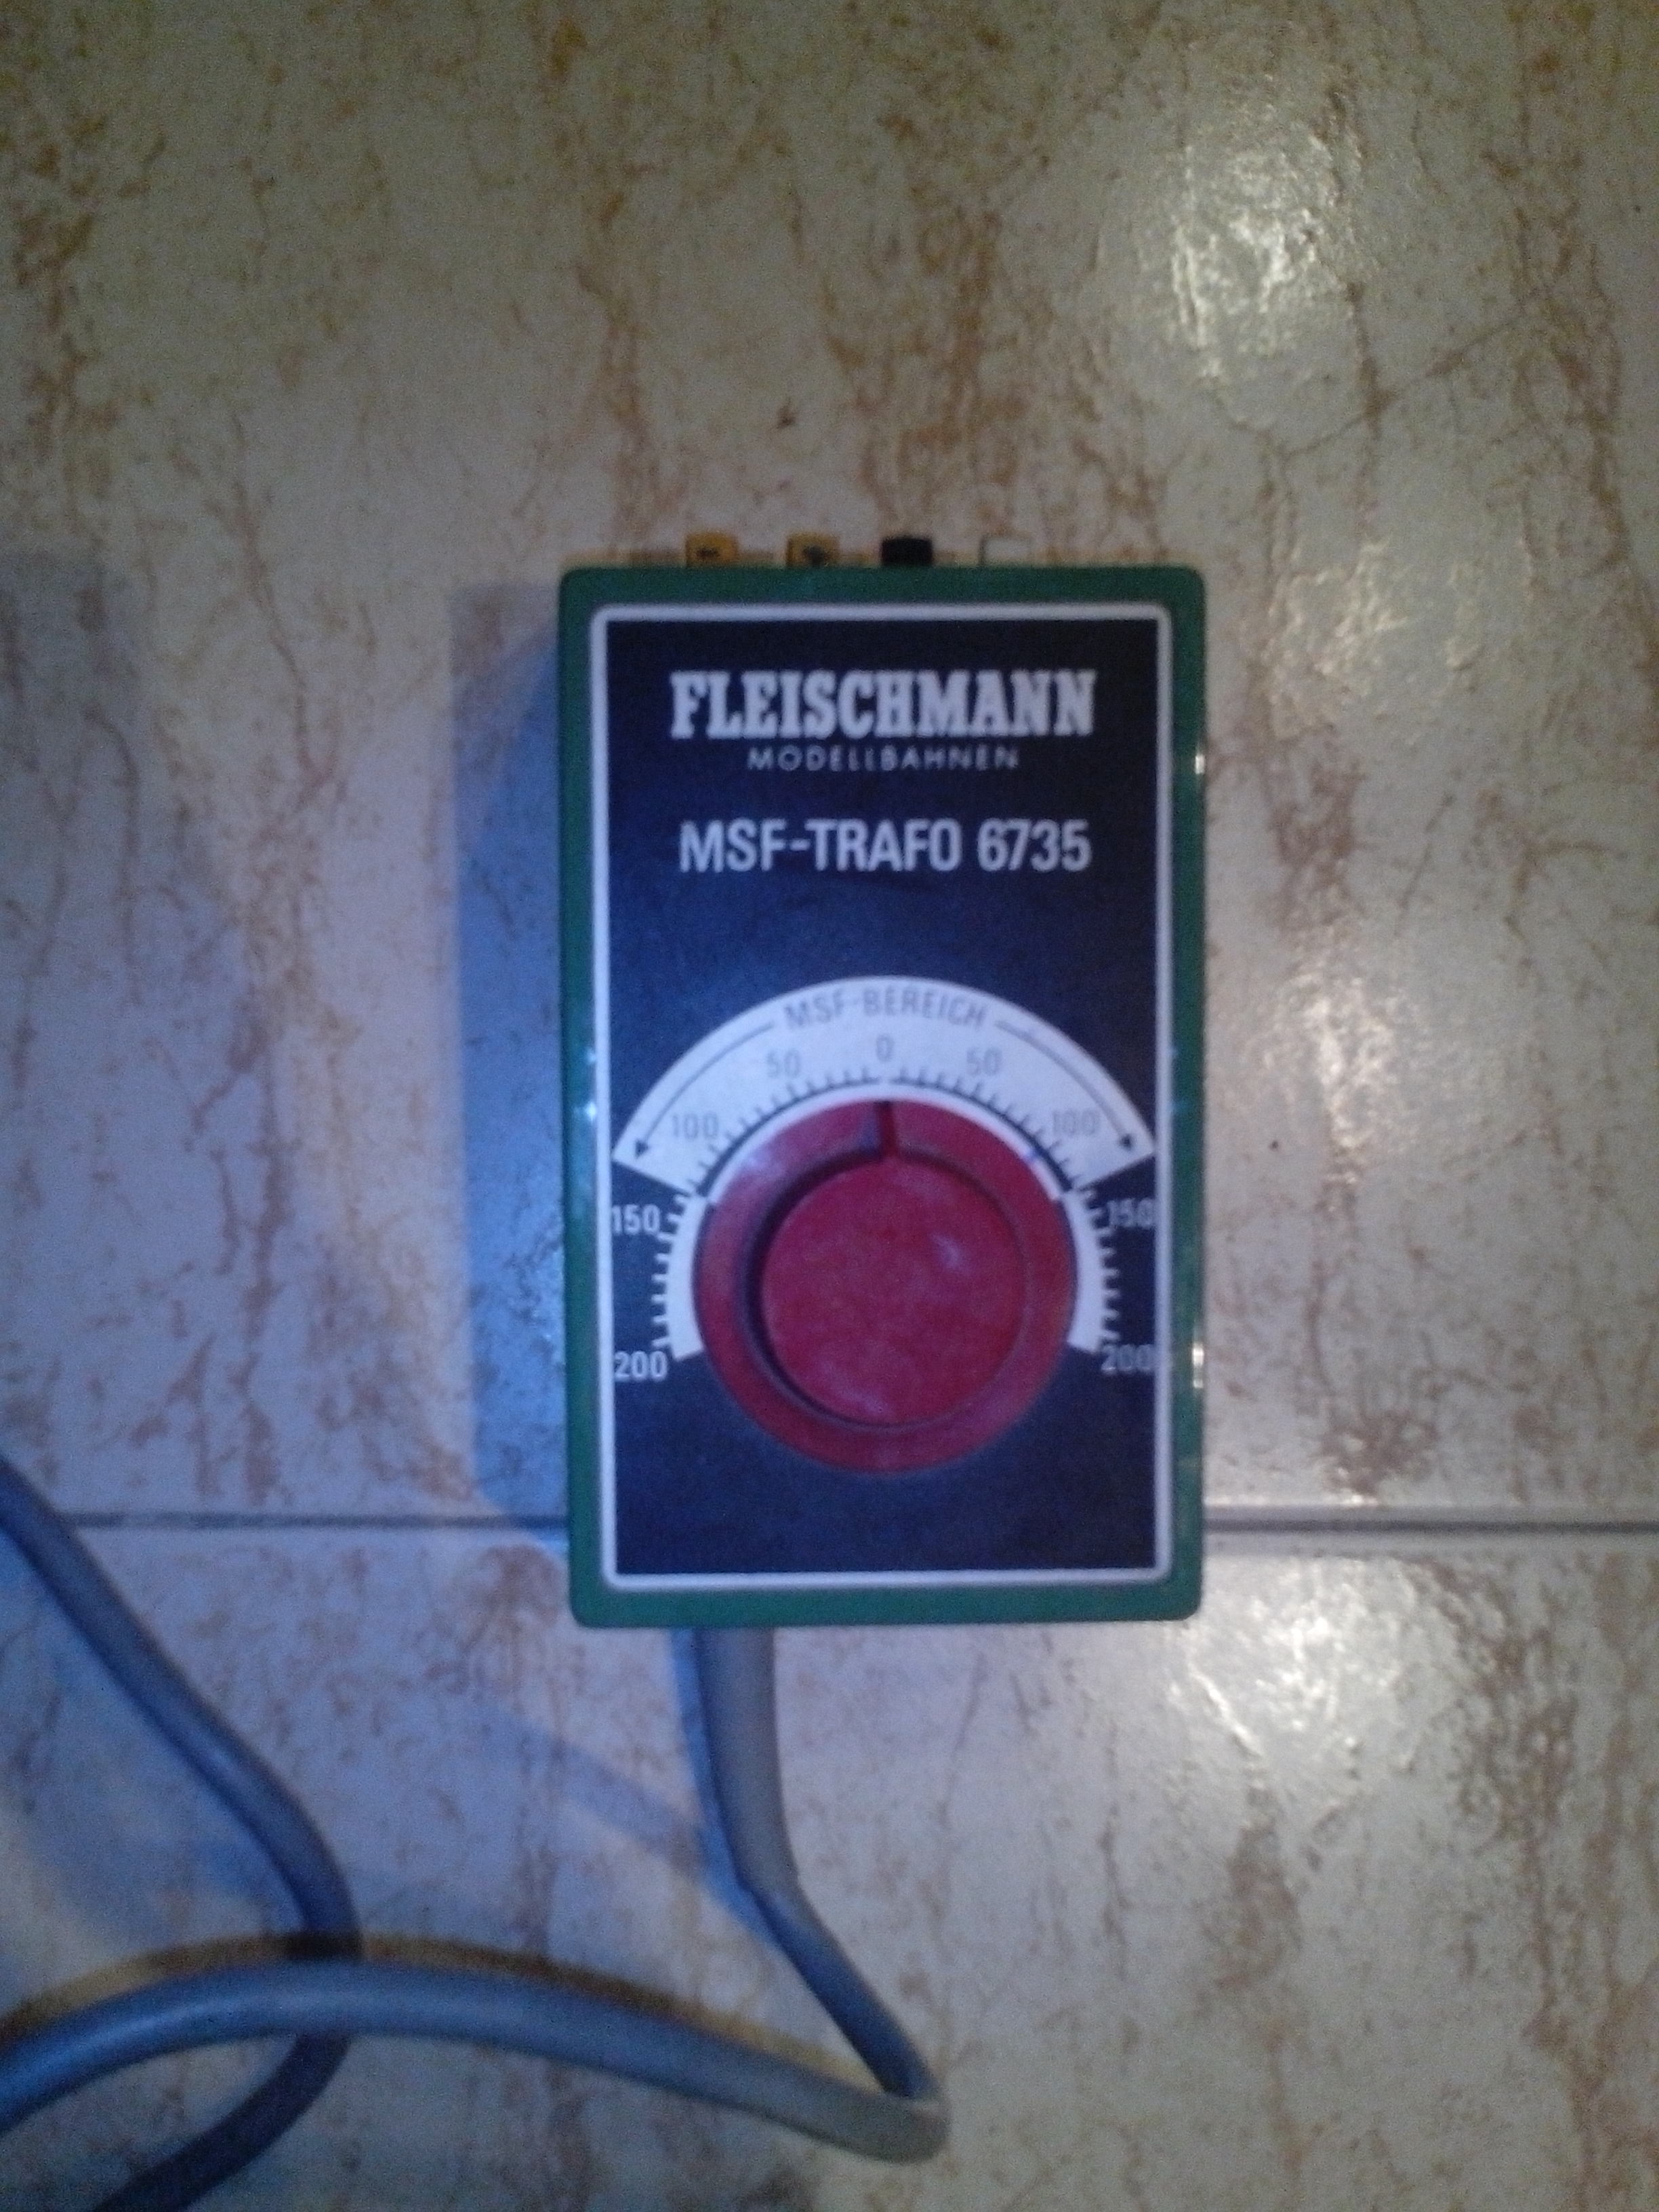 FLEISCHMANN
MODELLBAHNEN
MSF-TRAFO 6735
MSF-BEREICH
50 0 50
100 100
150 150
200 200